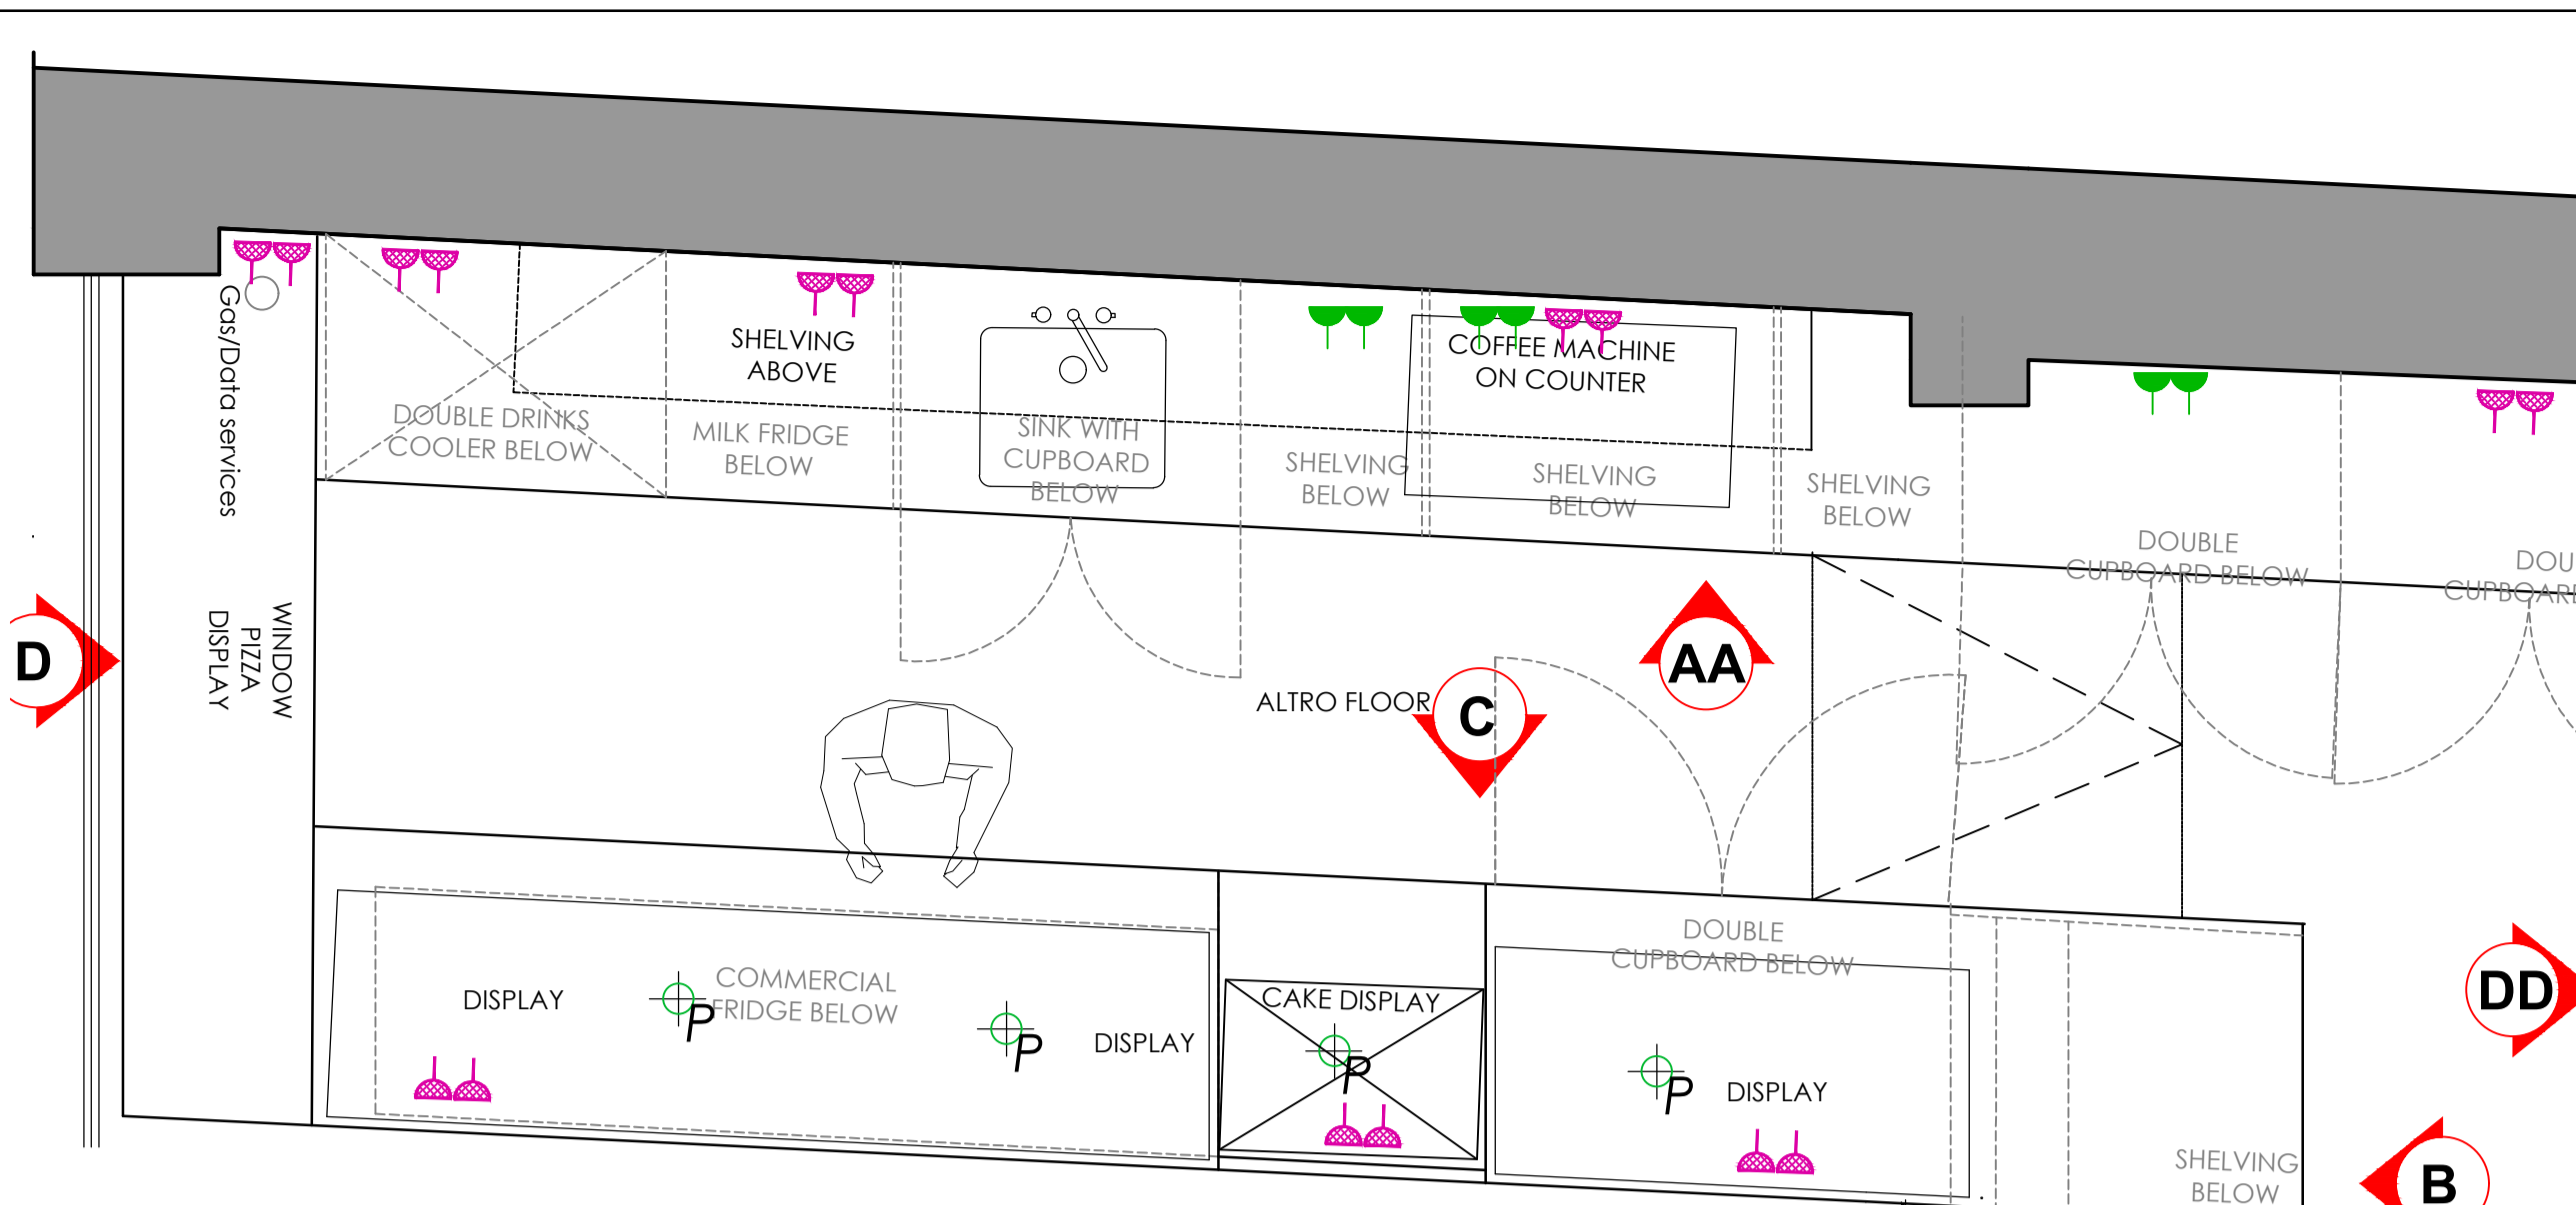 Gas/Data services
WINDOW
PIZZA
DISPLAY
SHELVING
ABOVE
DOUBLE DRINKS
COOLER BELOW
MILK FRIDGE
BELOW
SINK WITH
CUPBOARD
BELOW
SHELVING
BELOW
COFFEE MACHINE
ON COUNTER
SHELVING
BELOW
SHELVING
BELOW
DOUBLE
CUPBOARD BELOW
DOU
CUPBOARD
D
ALTRO FLOOR
C
AA
DISPLAY
P
COMMERCIAL
FRIDGE BELOW
P
DISPLAY
CAKE DISPLAY
P
DOUBLE
CUPBOARD BELOW
P
DISPLAY
DD
SHELVING
BELOW
B